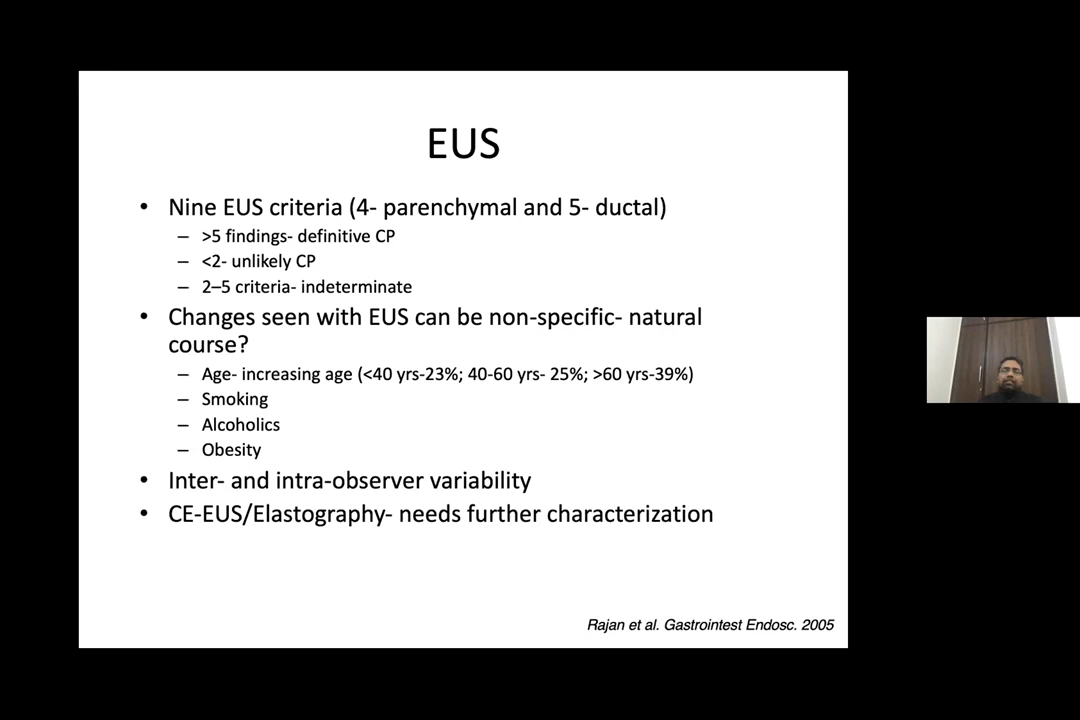 EUS
• Nine EUS criteria (4- parenchymal and 5- ductal)
– >5 findings- definitive CP
– <2- unlikely CP
– 2–5 criteria- indeterminate
• Changes seen with EUS can be non-specific- natural
course?
– Age- increasing age (<40 yrs-23%; 40-60 yrs- 25%; >60 yrs-39%)
– Smoking
– Alcoholics
– Obesity
• Inter- and intra-observer variability
• CE-EUS/Elastography- needs further characterization
Rajan et al. Gastrointest Endosc. 2005